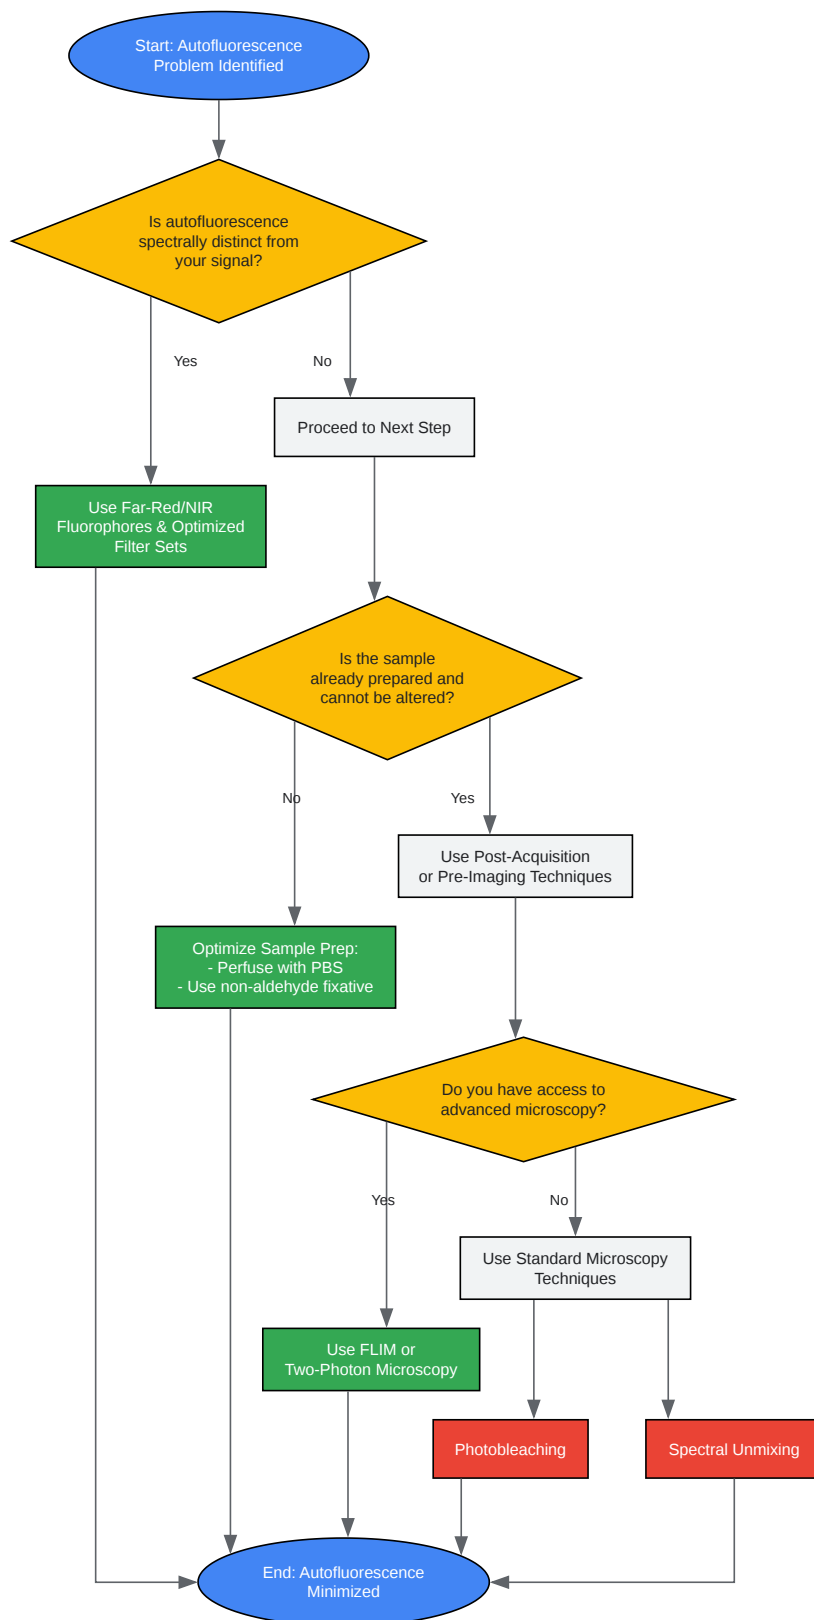 Start: Autofluorescence
Problem Identified
Is autofluorescence
spectrally distinct from
your signal?
Yes
No
Proceed to Next Step
Use Far-Red/NIR
Fluorophores & Optimized
Filter Sets
Is the sample
already prepared and
cannot be altered?
No
Yes
Use Post-Acquisition
or Pre-Imaging Techniques
Optimize Sample Prep:
- Perfuse with PBS
- Use non-aldehyde fixative
Do you have access to
advanced microscopy?
Yes
No
Use Standard Microscopy
Techniques
Use FLIM or
Two-Photon Microscopy
Photobleaching
Spectral Unmixing
End: Autofluorescence
Minimized